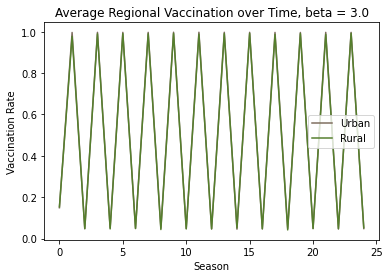 Average Regional Vaccination over Time, beta = 3.0
1.0
0.8
0.6
0.4
0.2
0.0
Vaccination Rate
Urban
Rural
0
5
10
15
20
25
Season